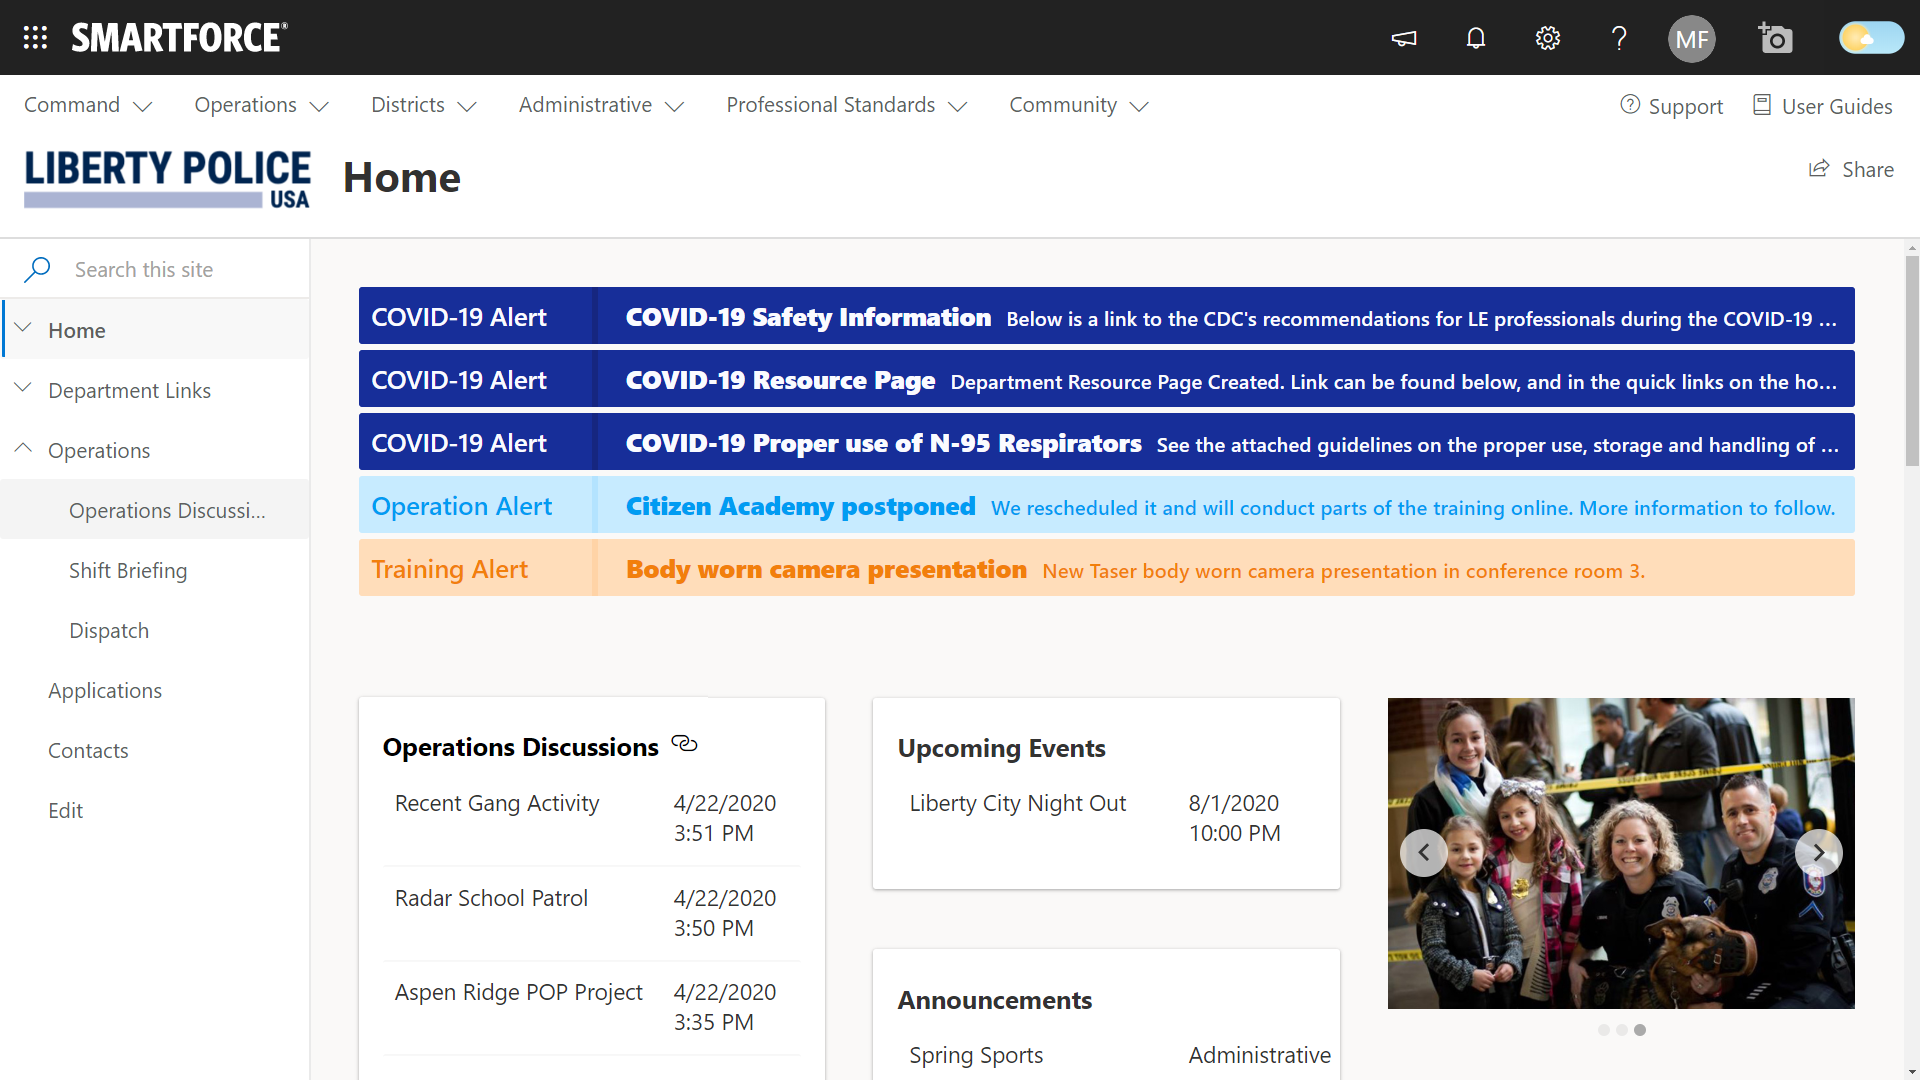 SMARTFORCE®
MF
Command
Operations
Districts
Administrative
Professional Standards
Community
Support
User Guides
LIBERTY POLICE
USA
Home
Share
Search this site
Home
Department Links
Operations
Operations Discussi...
Shift Briefing
Dispatch
Applications
Contacts
Edit
COVID-19 Alert COVID-19 Safety Information Below is a link to the CDC's recommendations for LE professionals during the COVID-19 ...
COVID-19 Alert COVID-19 Resource Page Department Resource Page Created. Link can be found below, and in the quick links on the ho...
COVID-19 Alert COVID-19 Proper use of N-95 Respirators See the attached guidelines on the proper use, storage and handling of ...
Operation Alert Citizen Academy postponed We rescheduled it and will conduct parts of the training online. More information to follow.
Training Alert Body worn camera presentation New Taser body worn camera presentation in conference room 3.
Operations Discussions
Recent Gang Activity 4/22/2020
3:51 PM
Radar School Patrol 4/22/2020
3:50 PM
Aspen Ridge POP Project 4/22/2020
3:35 PM
Upcoming Events
Liberty City Night Out 8/1/2020
10:00 PM
Announcements
Spring Sports Administrative